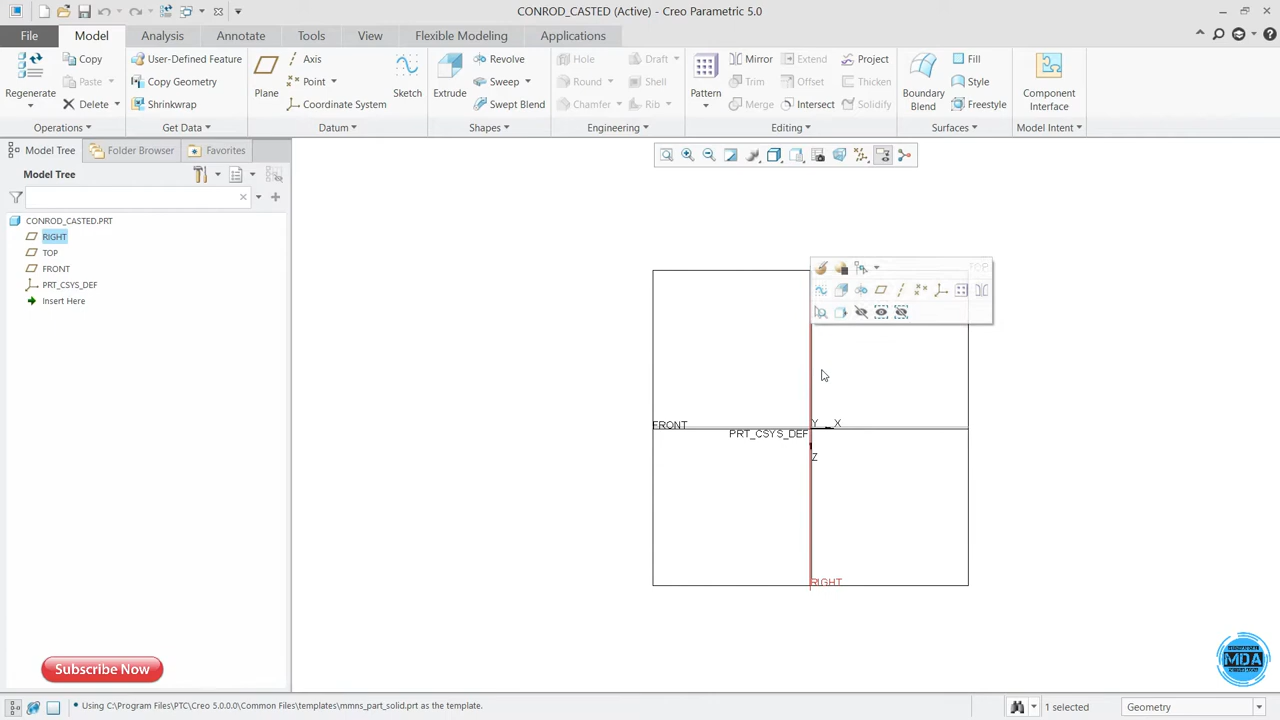 CONROD_CASTED (Active) - Creo Parametric 5.0
File Model Analysis Annotate Tools View Flexible Modeling Applications
Regenerate
Copy
Paste
Delete
Operations
User-Defined Feature
Copy Geometry
Shrinkwrap
Get Data
Plane
Axis
Point
Coordinate System
Sketch
Datum
Extrude
Revolve
Sweep
Swept Blend
Shapes
Hole
Round
Chamfer
Draft
Shell
Rib
Engineering
Pattern
Mirror
Trim
Merge
Extend
Offset
Intersect
Project
Thicken
Solidify
Editing
Boundary
Blend
Fill
Style
Freestyle
Surfaces
Component
Interface
Model Intent
Model Tree Folder Browser Favorites
Model Tree
CONROD_CASTED.PRT
RIGHT
TOP
FRONT
PRT_CSYS_DEF
Insert Here
TOP
FRONT
PRT_CSYS_DEF
Y X
Z
RIGHT
Subscribe Now
MDA
• Using C:\Program Files\PTC\Creo 5.0.0.0\Common Files\templates\mmns_part_solid.prt as the template.
1 selected
Geometry